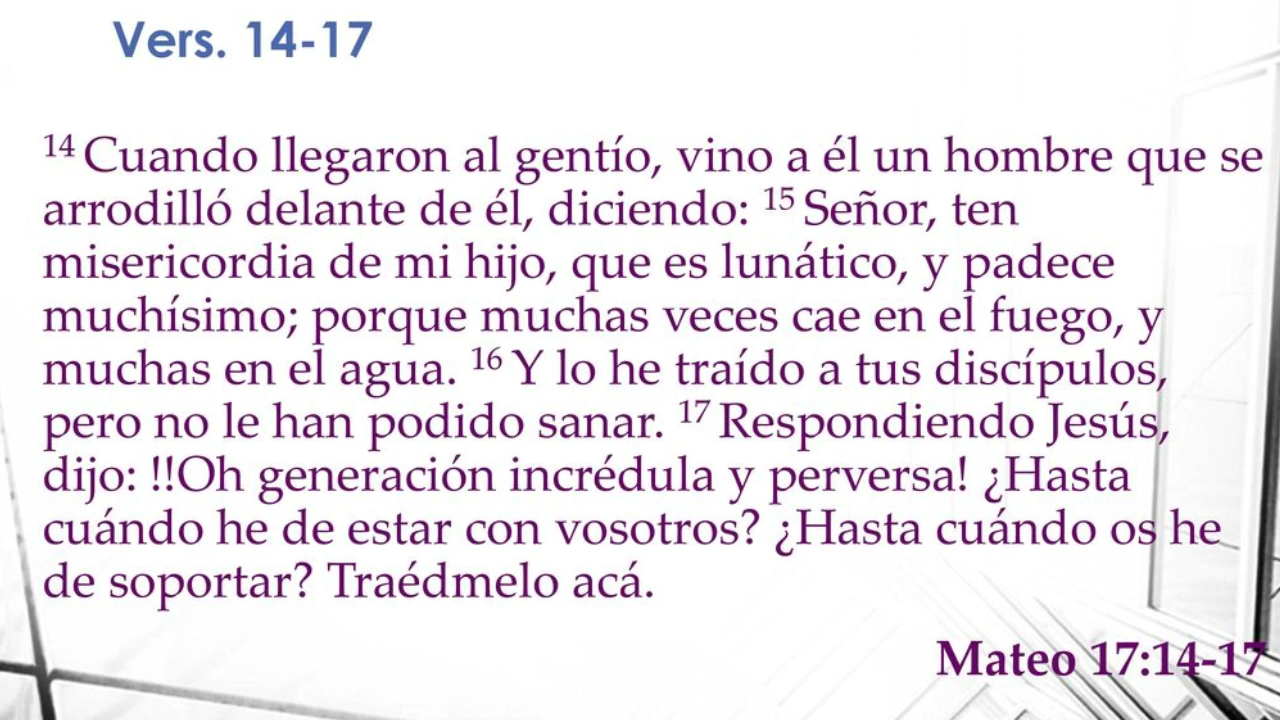 Vers. 14-17
14 Cuando llegaron al gentío, vino a él un hombre que se
arrodilló delante de él, diciendo: 15 Señor, ten
misericordia de mi hijo, que es lunático, y padece
muchísimo; porque muchas veces cae en el fuego, y
muchas en el agua. 16 Y lo he traído a tus discípulos,
pero no le han podido sanar. 17 Respondiendo Jesús,
dijo: !!Oh generación incrédula y perversa! ¿Hasta
cuándo he de estar con vosotros? ¿Hasta cuándo os he
de soportar? Traédmelo acá.
Mateo 17:14-17